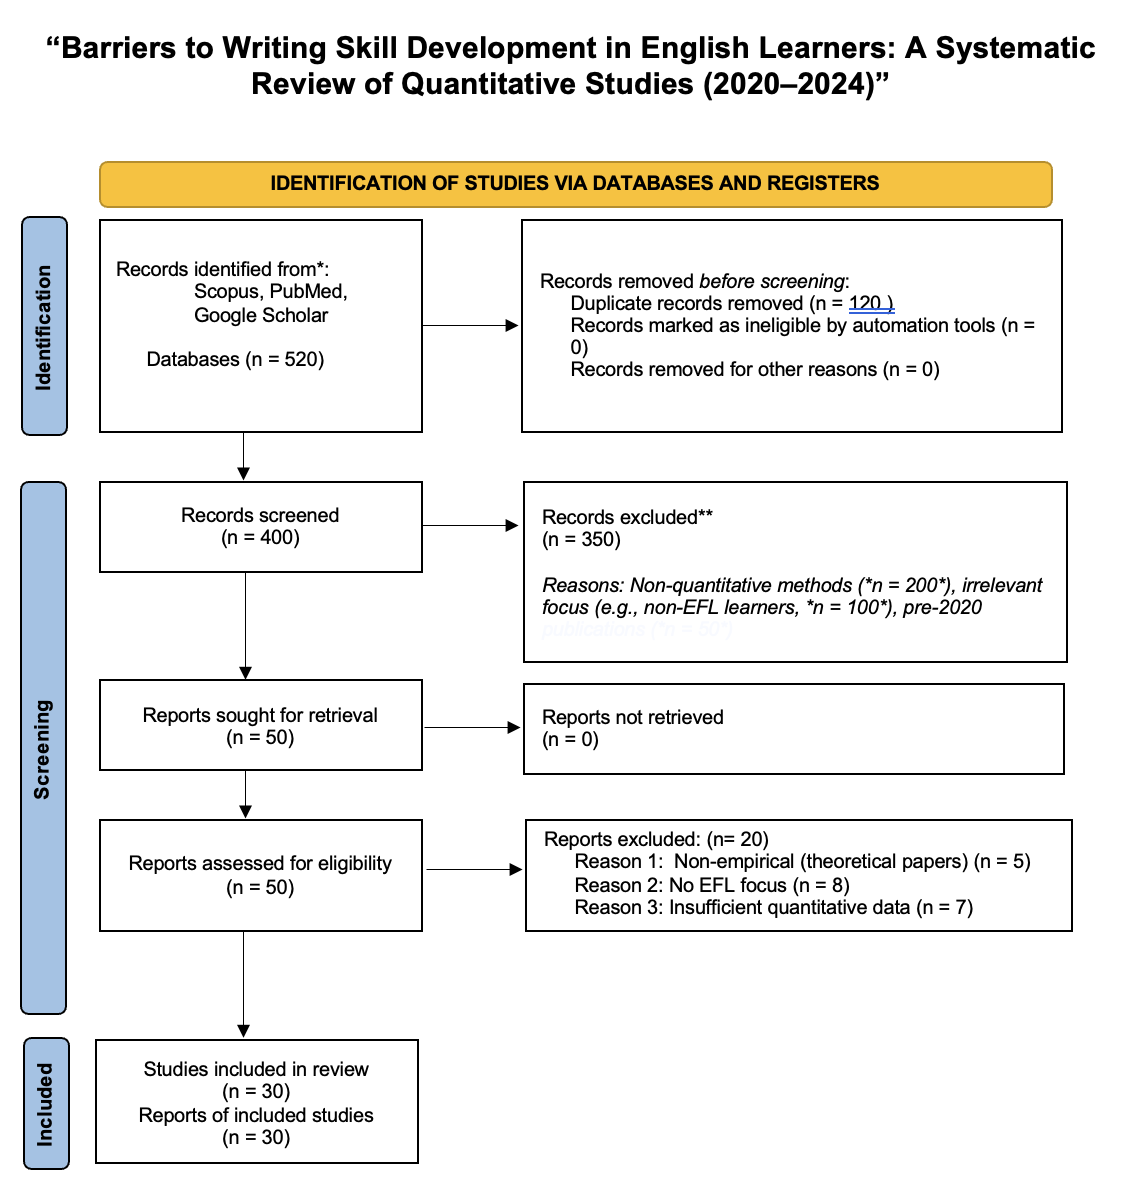 “Barriers to Writing Skill Development in English Learners: A Systematic
Review of Quantitative Studies (2020–2024)”
IDENTIFICATION OF STUDIES VIA DATABASES AND REGISTERS
Identification
Records identified from*:
Scopus, PubMed,
Google Scholar
Databases (n = 520)
Records removed before screening:
Duplicate records removed (n = 120 )
Records marked as ineligible by automation tools (n =
0)
Records removed for other reasons (n = 0)
Screening
Records screened
(n = 400)
Records excluded**
(n = 350)
Reasons: Non-quantitative methods (*n = 200*), irrelevant
focus (e.g., non-EFL learners, *n = 100*), pre-2020
publications (*n = 50*)
Reports sought for retrieval
(n = 50)
Reports not retrieved
(n = 0)
Reports assessed for eligibility
(n = 50)
Reports excluded: (n= 20)
Reason 1:  Non-empirical (theoretical papers) (n = 5)
Reason 2: No EFL focus (n = 8)
Reason 3: Insufficient quantitative data (n = 7)
Included
Studies included in review
(n = 30)
Reports of included studies
(n = 30)